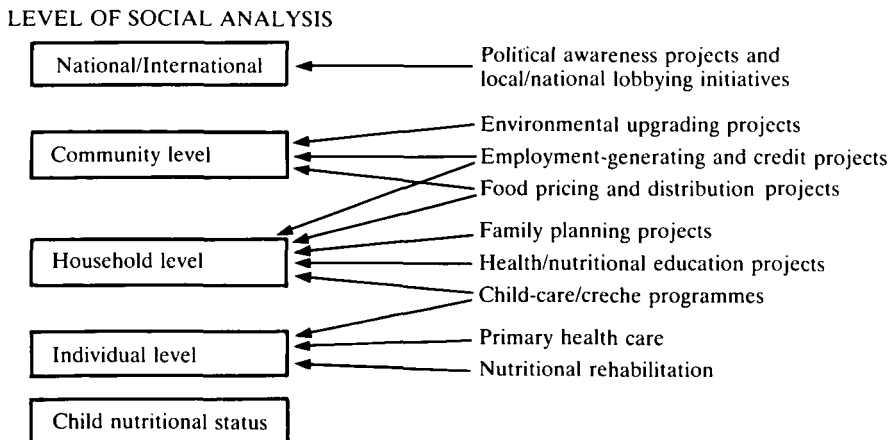 LEVEL OF SOCIAL ANALYSIS
National/International
Political awareness projects and
local/national lobbying initiatives
Environmental upgrading projects
Community level
Employment-generating and credit projects
Food pricing and distribution projects
Family planning projects
Household level
Health/nutritional education projects
Child-care/creche programmes
Primary health care
Individual level
Nutritional rehabilitation
Child nutritional status